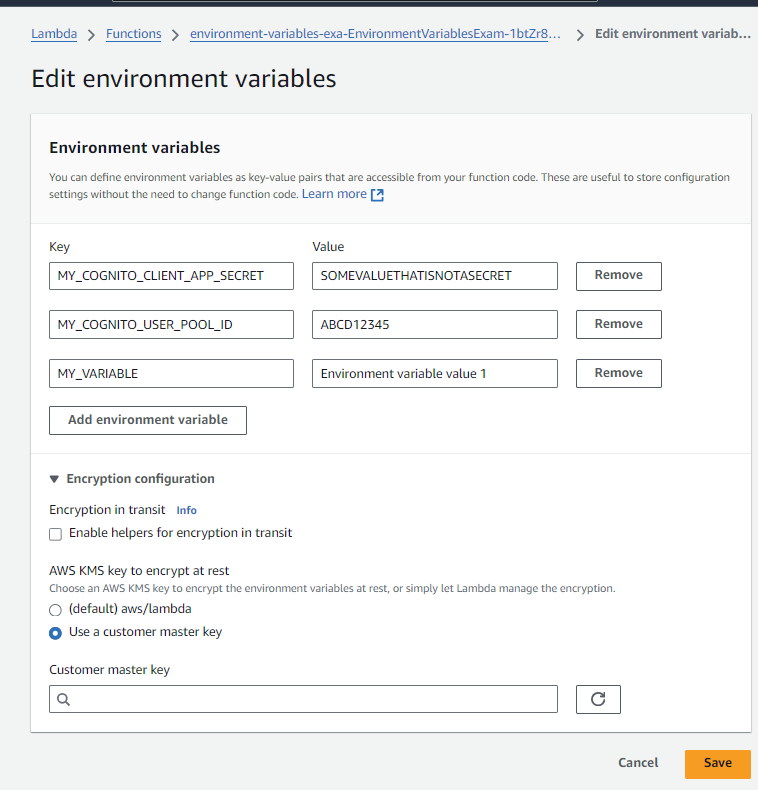 Lambda > Functions > environment-variables-exa-EnvironmentVariablesExam-1btZr8... > Edit environment variab...
Edit environment variables
Environment variables
You can define environment variables as key-value pairs that are accessible from your function code. These are useful to store configuration
settings without the need to change function code. Learn more
Key Value
MY_COGNITO_CLIENT_APP_SECRET SOMEVALUETHATISNOTASECRET Remove
MY_COGNITO_USER_POOL_ID ABCD12345 Remove
MY_VARIABLE Environment variable value 1 Remove
Add environment variable
Encryption configuration
Encryption in transit Info
Enable helpers for encryption in transit
AWS KMS key to encrypt at rest
Choose an AWS KMS key to encrypt the environment variables at rest, or simply let Lambda manage the encryption.
(default) aws/lambda
Use a customer master key
Customer master key
Cancel Save